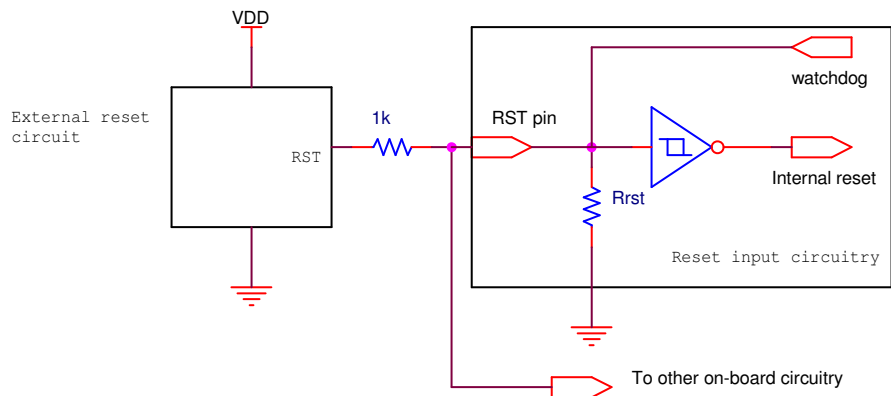 VDD
External reset
circuit
RST
1k
RST pin
watchdog
Internal reset
Rrst
Reset input circuitry
To other on-board circuitry